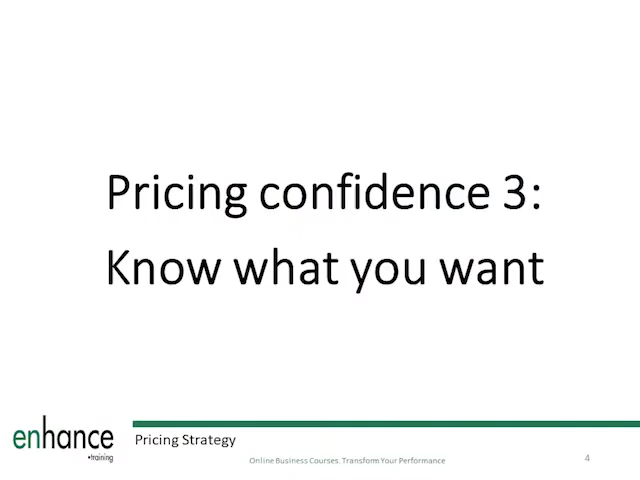 Pricing confidence 3:
Know what you want
enhance
•training
Pricing Strategy
Online Business Courses. Transform Your Performance
4